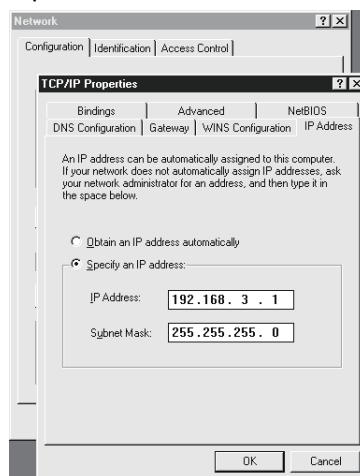 Network
Configuration Identification Access Control
TCP/IP Properties
Bindings Advanced NetBIOS
DNS Configuration Gateway WINS Configuration IP Address
An IP address can be automatically assigned to this computer.
If your network does not automatically assign IP addresses, ask
your network administrator for an address, and then type it in
the space below.
Obtain an IP address automatically
Specify an IP address:
IP Address: 192.168. 3 . 1
Subnet Mask: 255.255.255. 0
OK Cancel